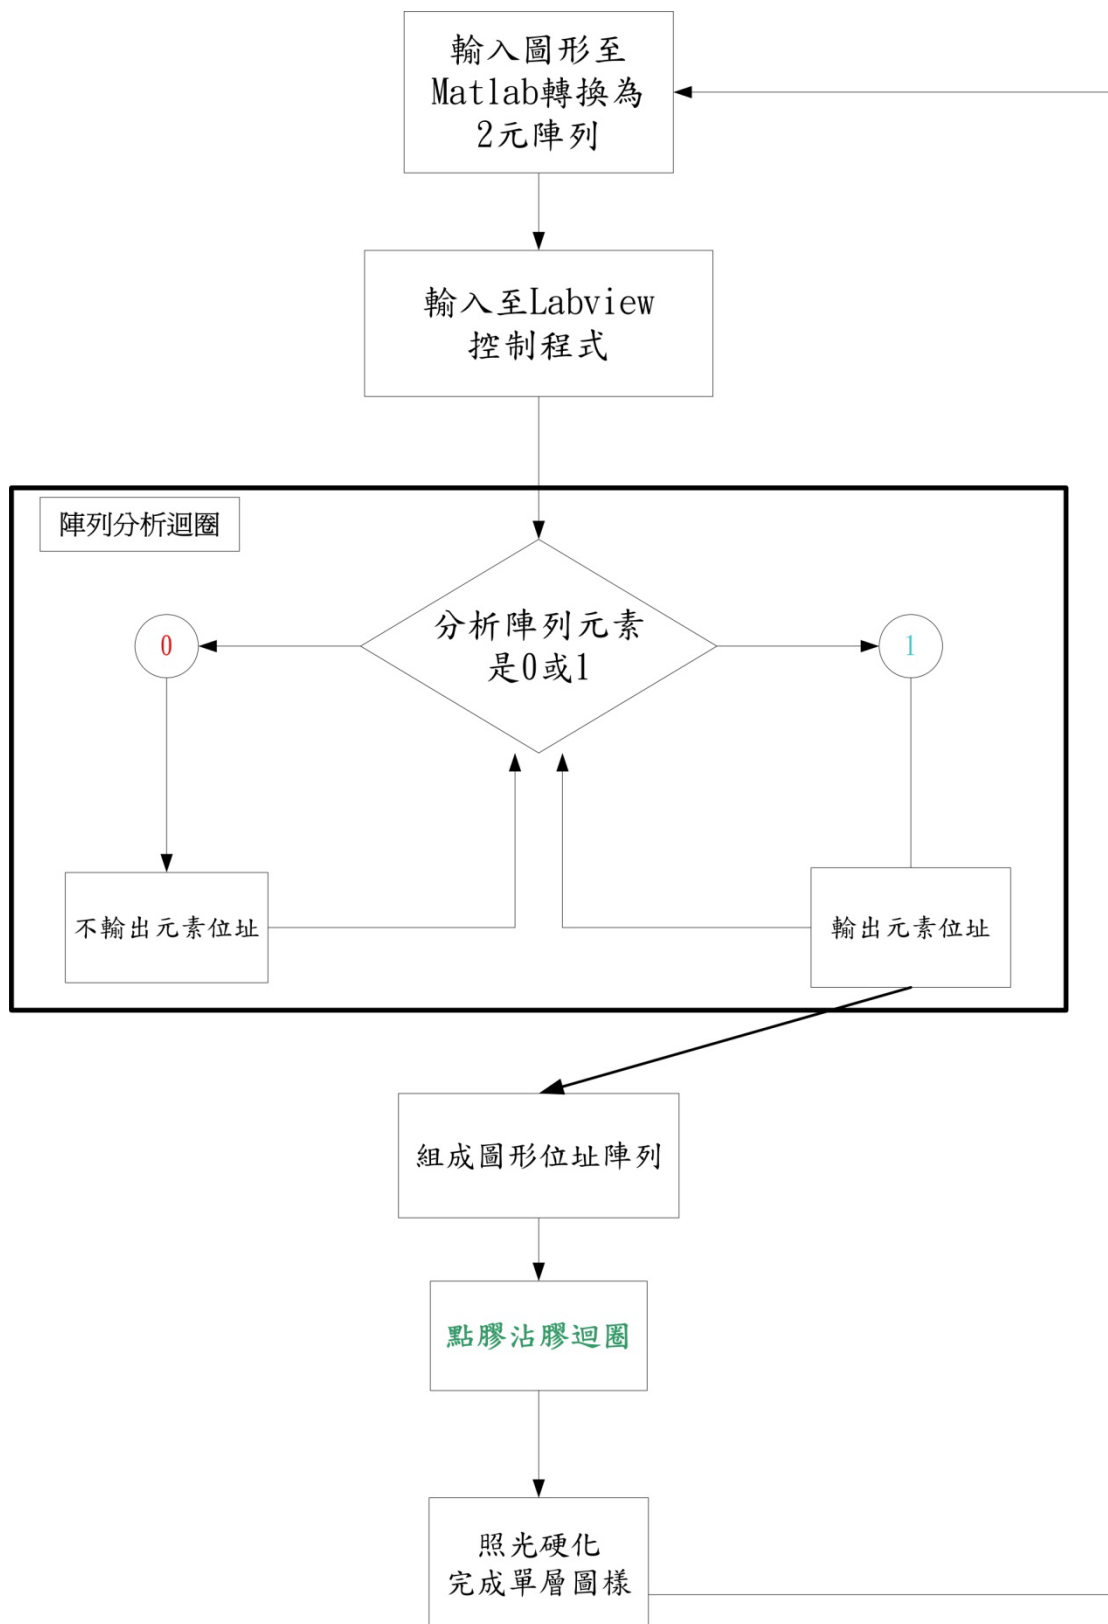 輸入圖形至
Matlab轉換為
2元陣列
輸入至Labview
控制程式
陣列分析迴圈
分析陣列元素
是0或1
0
1
不輸出元素位址
輸出元素位址
組成圖形位址陣列
點膠沾膠迴圈
照光硬化
完成單層圖樣